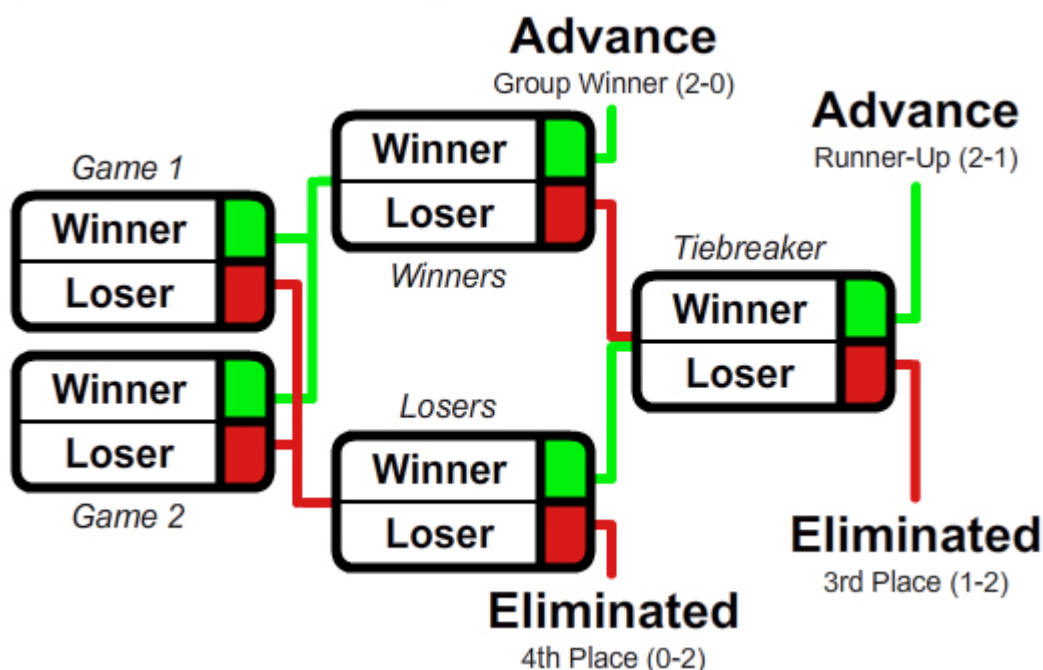 Advance
Group Winner (2-0)
Advance
Runner-Up (2-1)
Game 1
Winner
Loser
Winner
Loser
Game 2
Winner
Loser
Winners
Losers
Winner
Loser
Tiebreaker
Winner
Loser
Eliminated
4th Place (0-2)
Eliminated
3rd Place (1-2)